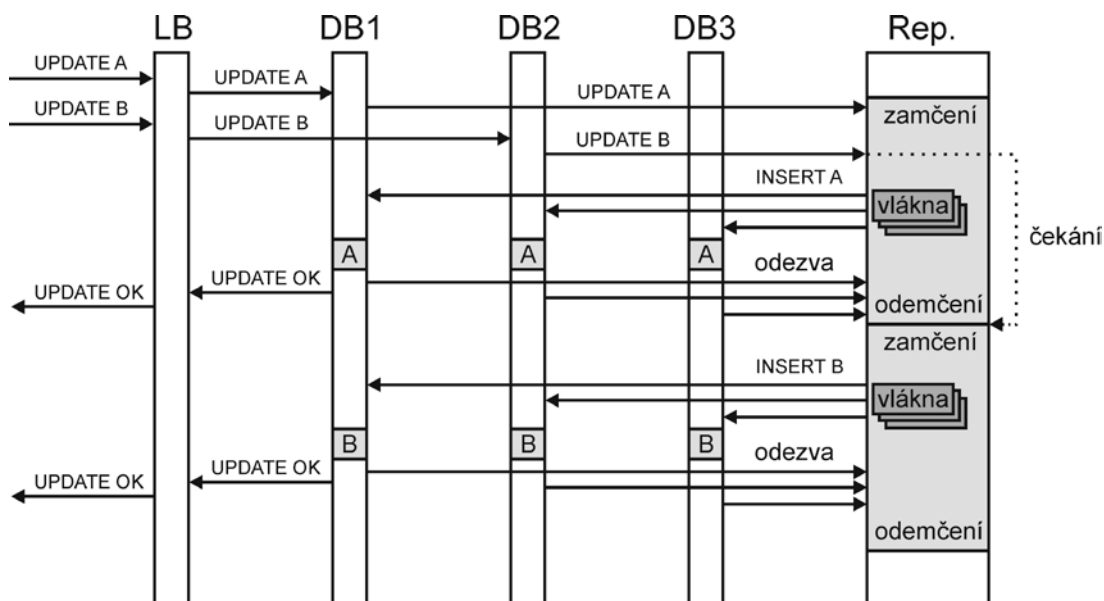 LB
DB1
DB2
DB3
Rep.
UPDATE A
UPDATE A
UPDATE A
zamčení
UPDATE B
UPDATE B
UPDATE B
INSERT A
vlákna
čekání
A
A
A
odezva
UPDATE OK
UPDATE OK
odemčení
zamčení
INSERT B
vlákna
B
B
B
odezva
UPDATE OK
UPDATE OK
odemčení